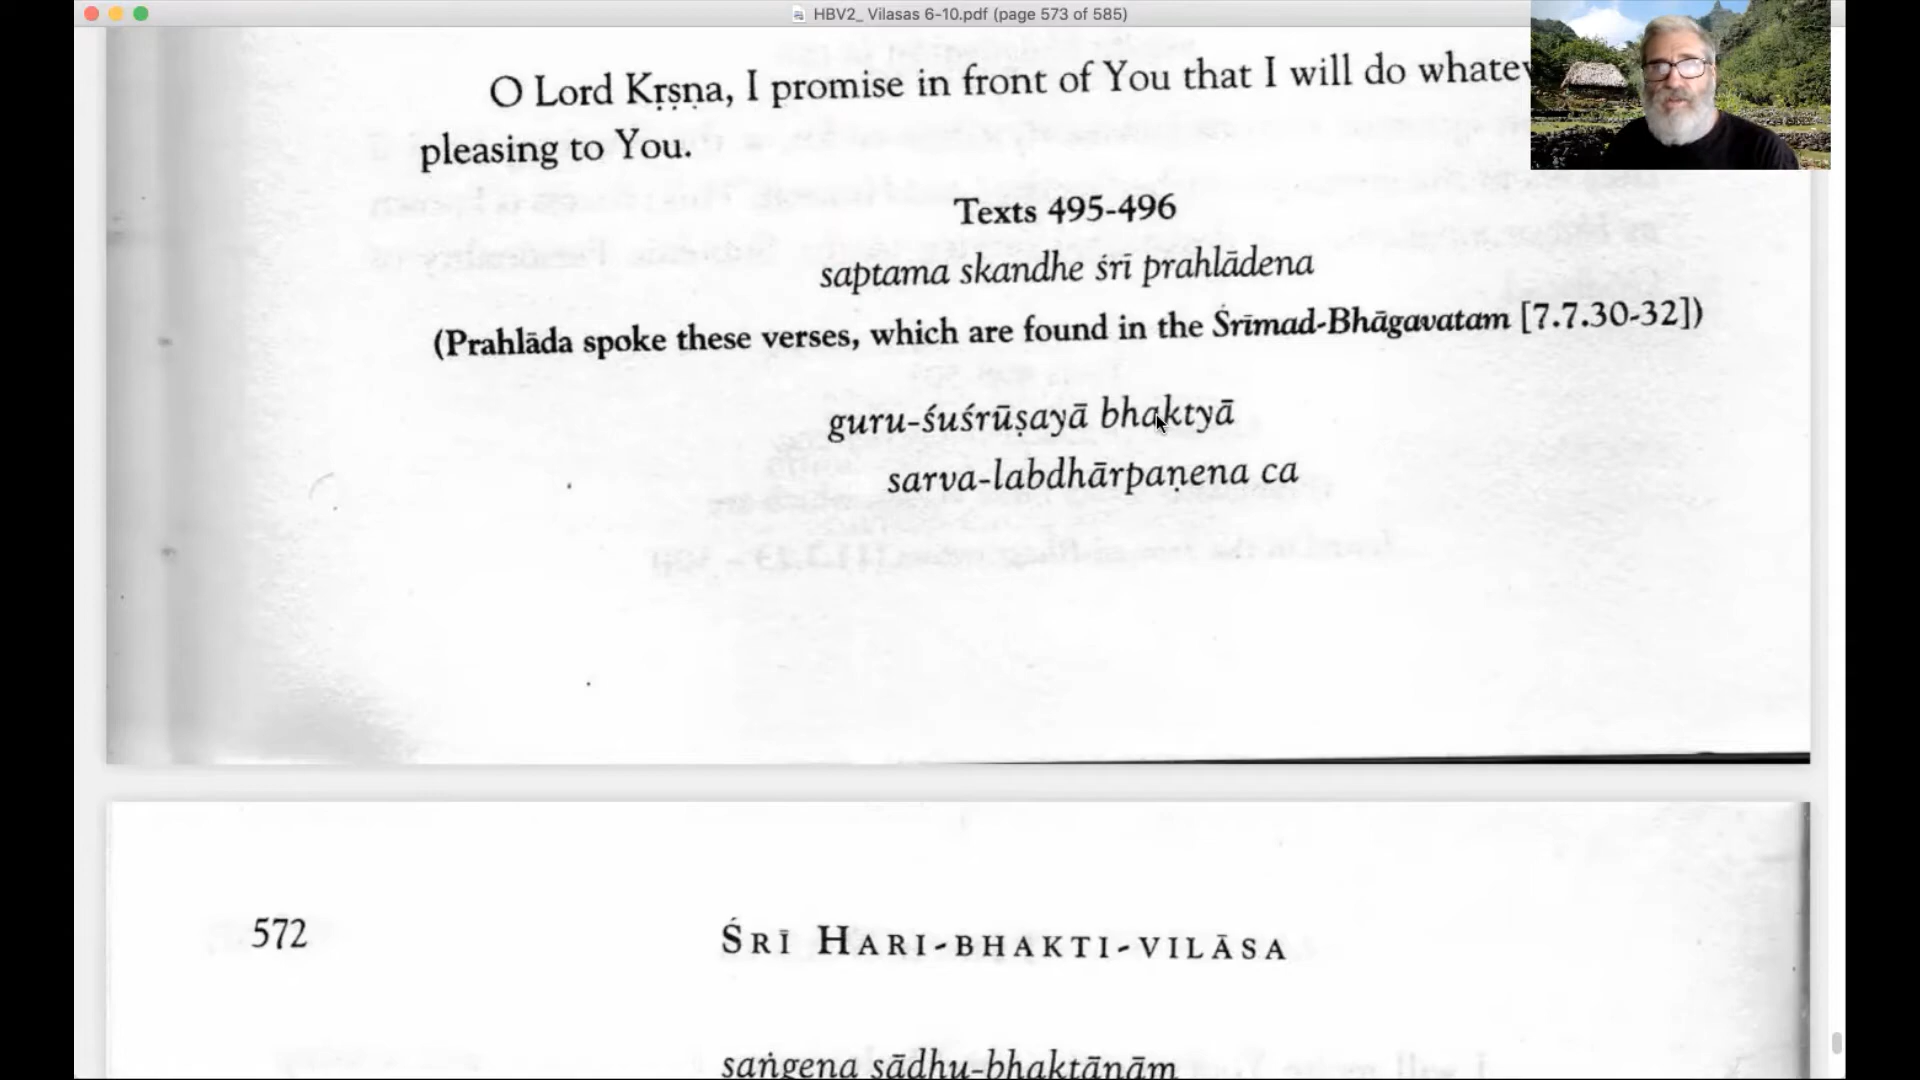 HBV2_ Vilasas 6-10.pdf (page 573 of 585)
O Lord Kṛṣṇa, I promise in front of You that I will do
pleasing to You.
Texts 495-496
saptama skandhe śrī prahlādena
(Prahlāda spoke these verses, which are found in the Śrīmad-Bhāgavatam [7.7.30-32])
guru-śuśrūṣayā bhaktyā
sarva-labdhārpaṇena ca
572
ŚRĪ HARI-BHAKTI-VILĀSA
saṅgena sādhu-bhaktānām